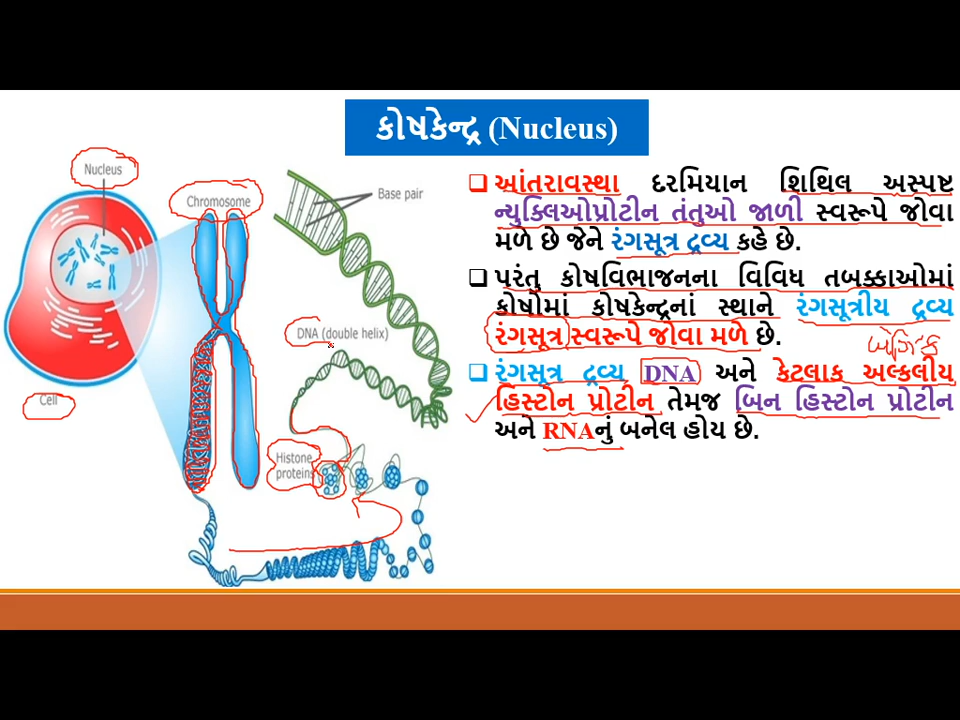 કોષકેન્દ્ર (Nucleus)
Nucleus
Chromosome
Base pair
DNA (double helix)
Cell
Histone
proteins
આંતરાવસ્થા દરમિયાન શિથિલ અસ્પષ્ટ
ન્યુક્લિઓપ્રોટીન તંતુઓ જાળી સ્વરૂપે જોવા
મળે છે જેને રંગસૂત્ર દ્રવ્ય કહે છે.
પરંતુ કોષવિભાજનના વિવિધ તબક્કાઓમાં
કોષોમાં કોષકેન્દ્રનાં સ્થાને રંગસૂત્રીય દ્રવ્ય
રંગસૂત્ર સ્વરૂપે જોવા મળે છે.
રંગસૂત્ર દ્રવ્ય DNA અને કેટલાક અલ્કલીય
હિસ્ટોન પ્રોટીન તેમજ બિન હિસ્ટોન પ્રોટીન
અને RNAનું બનેલ હોય છે.